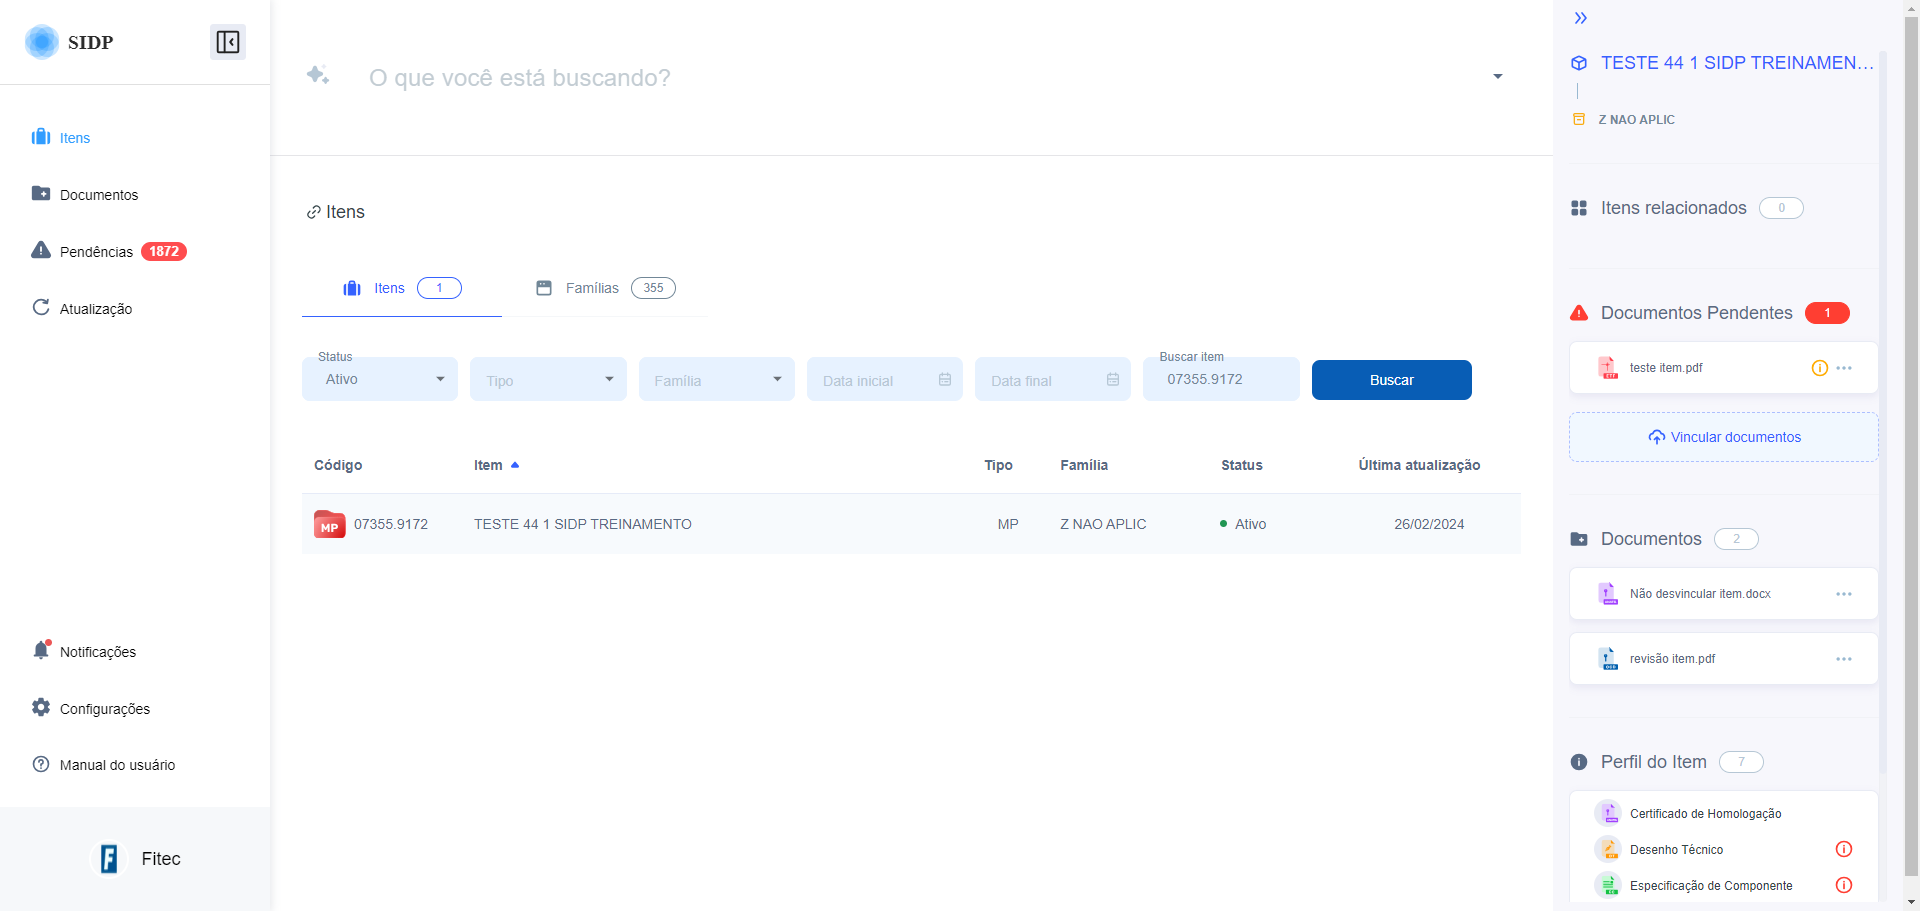 SIDP
Itens
Documentos
Pendências 1872
Atualização
Notificações
Configurações
Manual do usuário
Fitec
O que você está buscando?
Itens
Itens 1
Famílias 355
Status
Ativo
Tipo
Família
Data inicial
Data final
Buscar item
07355.9172
Buscar
Código Item Tipo Família Status Última atualização
MP 07355.9172 TESTE 44 1 SIDP TREINAMENTO MP Z NAO APLIC Ativo 26/02/2024
TESTE 44 1 SIDP TREINAMEN...
Z NAO APLIC
Itens relacionados 0
Documentos Pendentes 1
teste item.pdf
Vincular documentos
Documentos 2
Não desvincular item.docx
revisão item.pdf
Perfil do Item 7
Certificado de Homologação
Desenho Técnico
Especificação de Componente